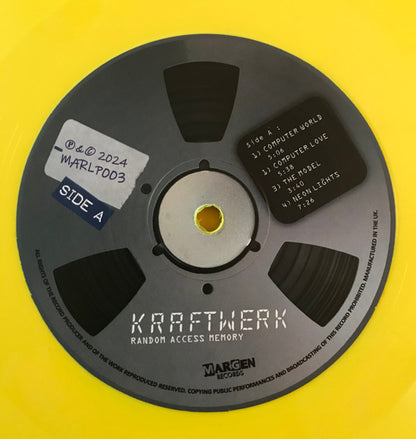 ℗ & © 2024
MARLP003
SIDE A
side A :
1) COMPUTER WORLD
5:06
1) COMPUTER LOVE
5:38
3) THE MODEL
3:40
4) NEON LIGHTS
7:26
KRAFTWERK
RANDOM ACCESS MEMORY
MARGEN
RECORDS
ALL RIGHTS OF THE RECORD PRODUCER AND OF THE WORK REPRODUCED RESERVED. COPYING PUBLIC PERFORMANCES AND BROADCASTING OF THIS RECORD PROHIBITED. MANUFACTURED IN THE UK.